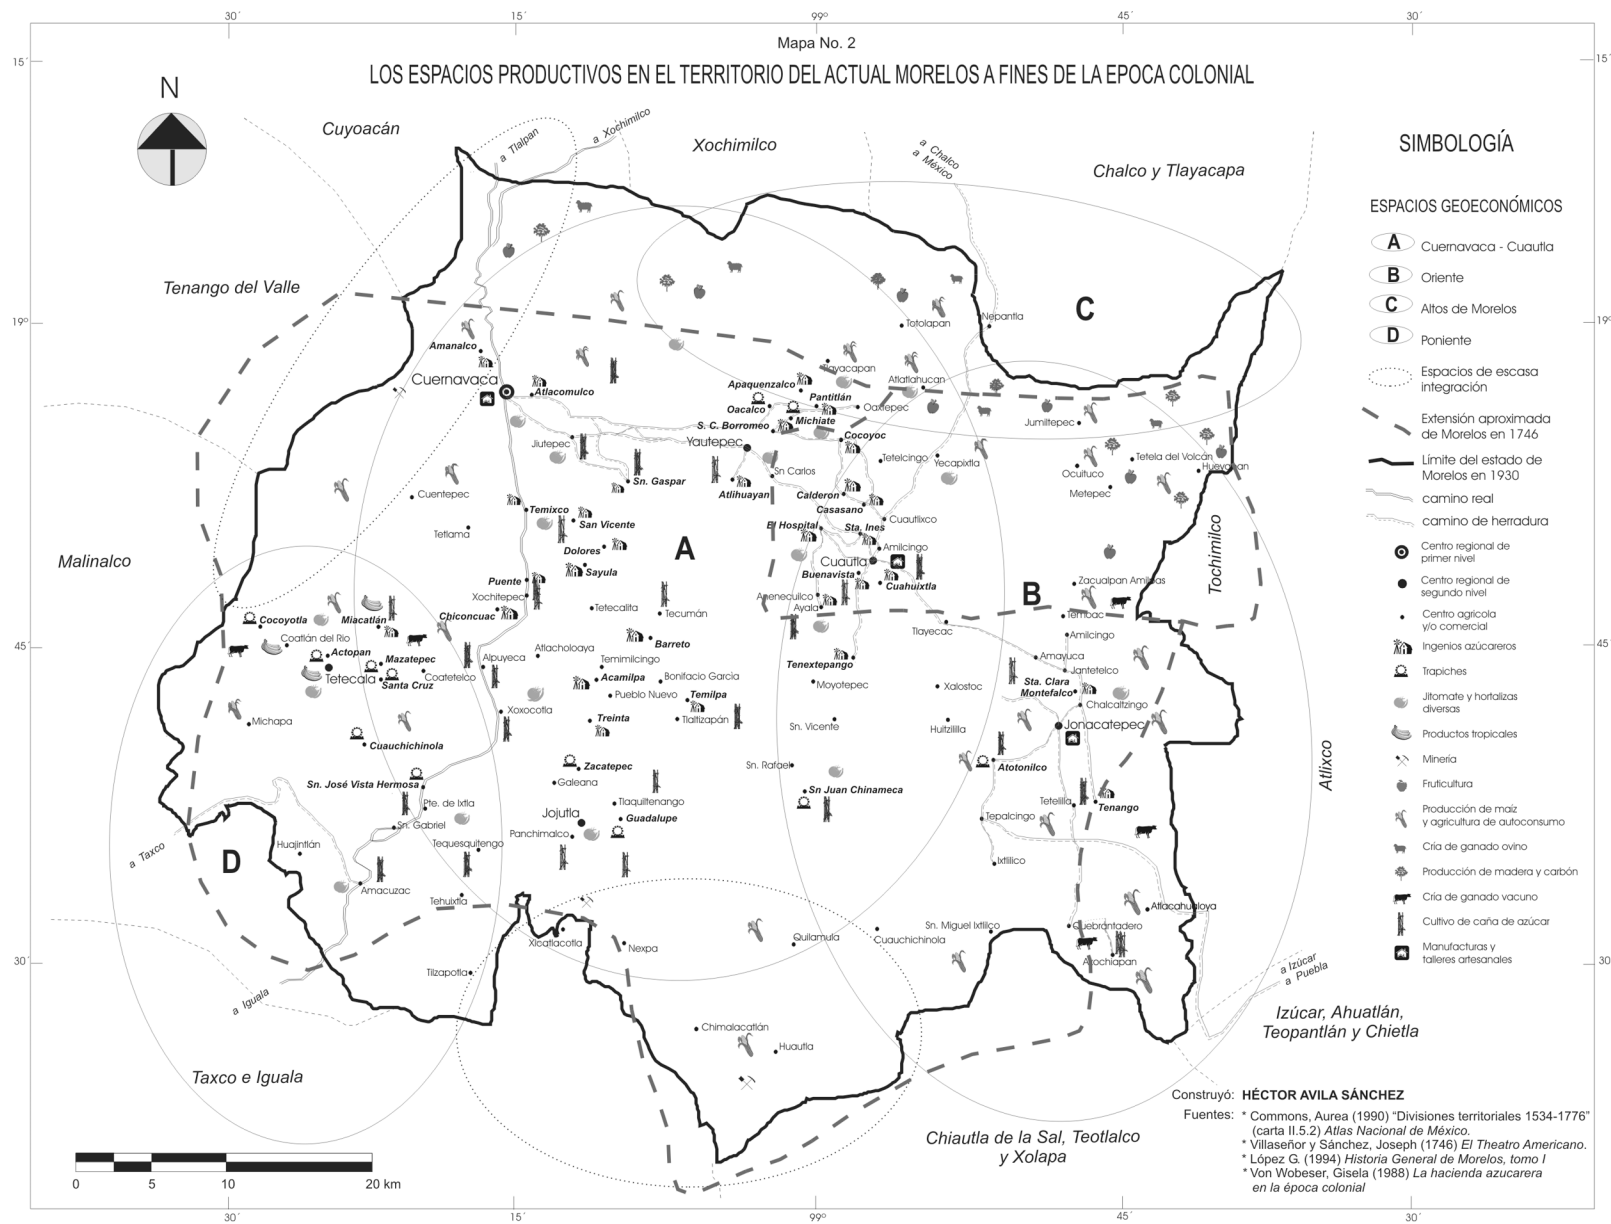 30´
15´
99º
45´
30´
15´
15´
Mapa No. 2
LOS ESPACIOS PRODUCTIVOS EN EL TERRITORIO DEL ACTUAL MORELOS A FINES DE LA EPOCA COLONIAL
N
Cuyoacán
a Tlalpan
a Xochimilco
Xochimilco
a Chalco
a México
Chalco y Tlayacapa
Tenango del Valle
19º
19º
Malinalco
Tochimilco
Atlixco
45´
45´
A
B
C
D
Totolapan
Nepantla
Amanalco
Cuernavaca
Atlacomulco
Tlayacapan
Apaquenzalco
Atlatlahucan
Pantitlán
Oacalco
Oaxtepec
Michiate
S. C. Borromeo
Jumiltepec
Jiutepec
Yautepec
Cocoyoc
Tetelcingo
Yecapixtla
Tetela del Volcán
Ocuituco
Hueyapan
Sn Carlos
Metepec
Sn. Gaspar
Atlihuayan
Calderon
Cuentepec
Casasano
Temixco
Tetlama
San Vicente
El Hospital
Sta. Ines
Cuautlixco
Dolores
Amilcingo
Sayula
Cuautla
Buenavista
Cuahuixtla
Puente
Zacualpan Amilpas
Xochitepec
Anenecuilco
Tetecalita
Ayala
Tecumán
Chiconcuac
Temoac
Cocoyotla
Miacatlán
Tlayecac
Coatlán del Rio
Amilcingo
Atlacholoaya
Barreto
Actopan
Mazatepec
Alpuyeca
Temimilcingo
Tenextepango
Amayuca
Jantetelco
Tetecala
Coatetelco
Santa Cruz
Acamilpa
Bonifacio Garcia
Moyotepec
Xalostoc
Sta. Clara
Montefalco
Pueblo Nuevo
Temilpa
Chalcaltzingo
Xoxocotla
Michapa
Treinta
Tlaltizapán
Sn. Vicente
Huitzililla
Jonacatepec
Cuauchichinola
Zacatepec
Sn. Rafael
Atotonilco
Sn. José Vista Hermosa
Galeana
Sn Juan Chinameca
Pte. de Ixtla
Tlaquiltenango
Tetelilla
Tenango
Jojutla
Guadalupe
Tepalcingo
Sn. Gabriel
Panchimalco
a Taxco
Huajintlán
Tequesquitengo
Ixtlilico
Amacuzac
Tehuixtla
Atlacahualoya
Sn. Miguel Ixtlilco
Quebrantadero
Xicatlacotla
Nexpa
Quilamula
Cuauchichinola
Axochiapan
30´
30
Tilzapotla
a Iguala
a Izúcar
a Puebla
Chimalacatlán
Huautla
Izúcar, Ahuatlán,
Teopantlán y Chietla
Taxco e Iguala
Chiautla de la Sal, Teotlalco
y Xolapa
0
5
10
20 km
30´
15´
99º
45´
30´
SIMBOLOGÍA
ESPACIOS GEOECONÓMICOS
A Cuernavaca - Cuautla
B Oriente
C Altos de Morelos
D Poniente
Espacios de escasa
integración
Extensión aproximada
de Morelos en 1746
Límite del estado de
Morelos en 1930
camino real
camino de herradura
Centro regional de
primer nivel
Centro regional de
segundo nivel
Centro agricola
y/o comercial
Ingenios azúcareros
Trapiches
Jitomate y hortalizas
diversas
Productos tropicales
Minería
Fruticultura
Producción de maíz
y agricultura de autoconsumo
Cria de ganado ovino
Producción de madera y carbón
Cría de ganado vacuno
Cultivo de caña de azúcar
Manufacturas y
talleres artesanales
Construyó: HÉCTOR AVILA SÁNCHEZ
Fuentes: * Commons, Aurea (1990) “Divisiones territoriales 1534-1776”
(carta II.5.2) Atlas Nacional de México.
* Villaseñor y Sánchez, Joseph (1746) El Theatro Americano.
* López G. (1994) Historia General de Morelos, tomo I
* Von Wobeser, Gisela (1988) La hacienda azucarera
en la época colonial